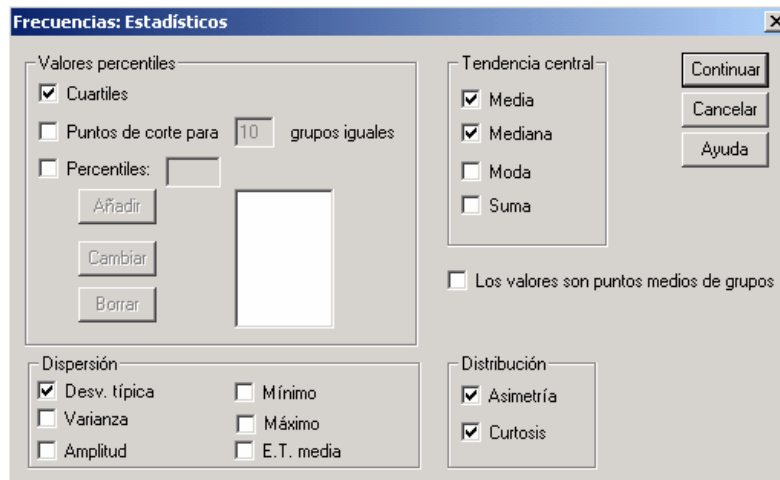 Frecuencias: Estadísticos
Valores percentiles
Cuartiles
Puntos de corte para 10 grupos iguales
Percentiles:
Añadir
Cambiar
Borrar
Tendencia central
Media
Mediana
Moda
Suma
Continuar
Cancelar
Ayuda
Los valores son puntos medios de grupos
Dispersión
Desv. típica
Varianza
Amplitud
Mínimo
Máximo
E.T. media
Distribución
Asimetría
Curtosis